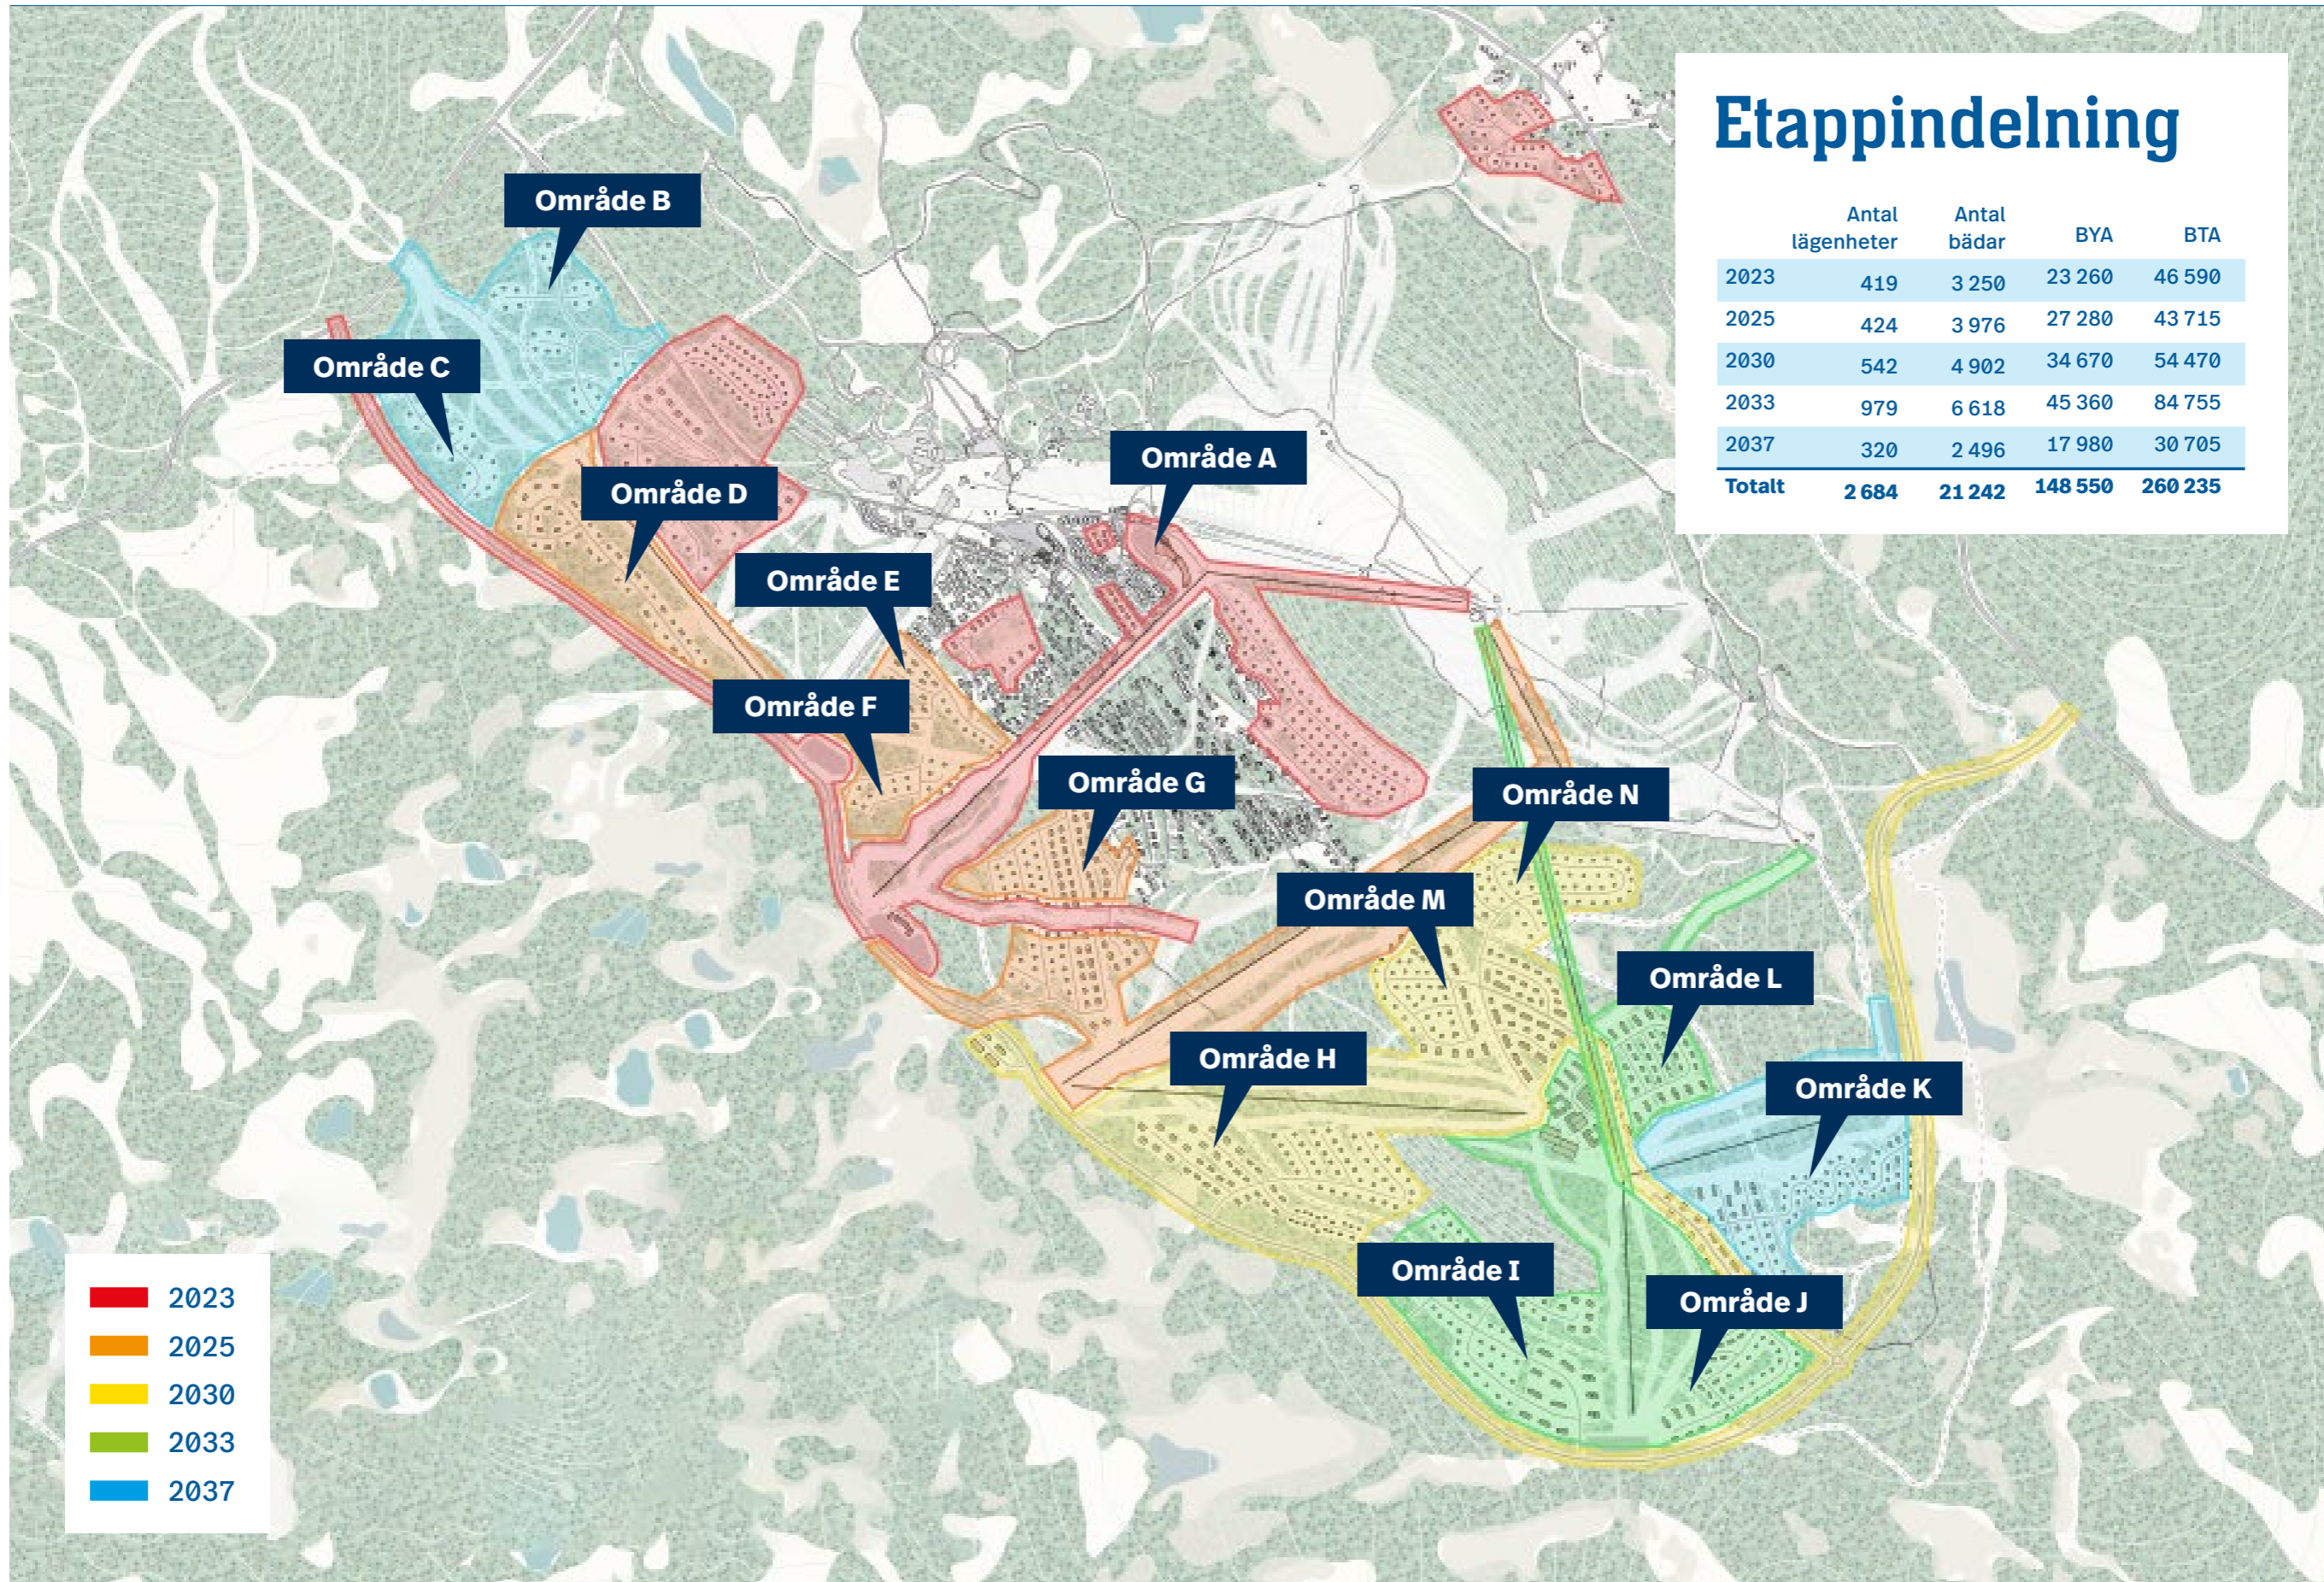 Etappindelning
Antal lägenheter Antal bädar BYA BTA
2023 419 3 250 23 260 46 590
2025 424 3 976 27 280 43 715
2030 542 4 902 34 670 54 470
2033 979 6 618 45 360 84 755
2037 320 2 496 17 980 30 705
Totalt 2 684 21 242 148 550 260 235
Område B
Område C
Område A
Område D
Område E
Område F
Område G
Område N
Område M
Område L
Område H
Område K
Område I
Område J
2023
2025
2030
2033
2037